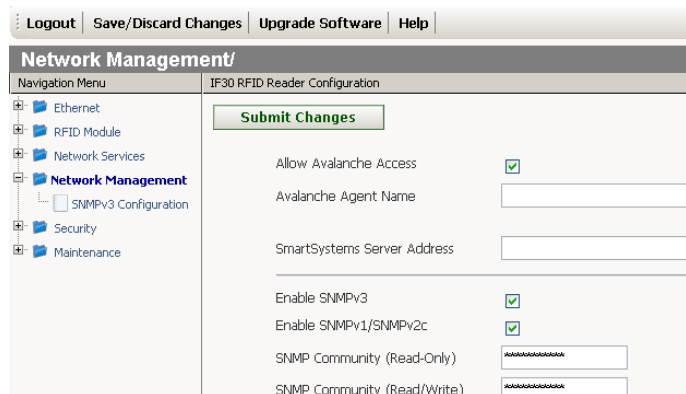 Logout | Save/Discard Changes | Upgrade Software | Help |
Network Management/
Navigation Menu
IF30 RFID Reader Configuration
Ethernet
RFID Module
Network Services
Network Management
SNMPv3 Configuration
Security
Maintenance
Submit Changes
Allow Avalanche Access
Avalanche Agent Name
SmartSystems Server Address
Enable SNMPv3
Enable SNMPv1/SNMPv2c
SNMP Community (Read-Only) ************
SNMP Community (Read/Write) ************